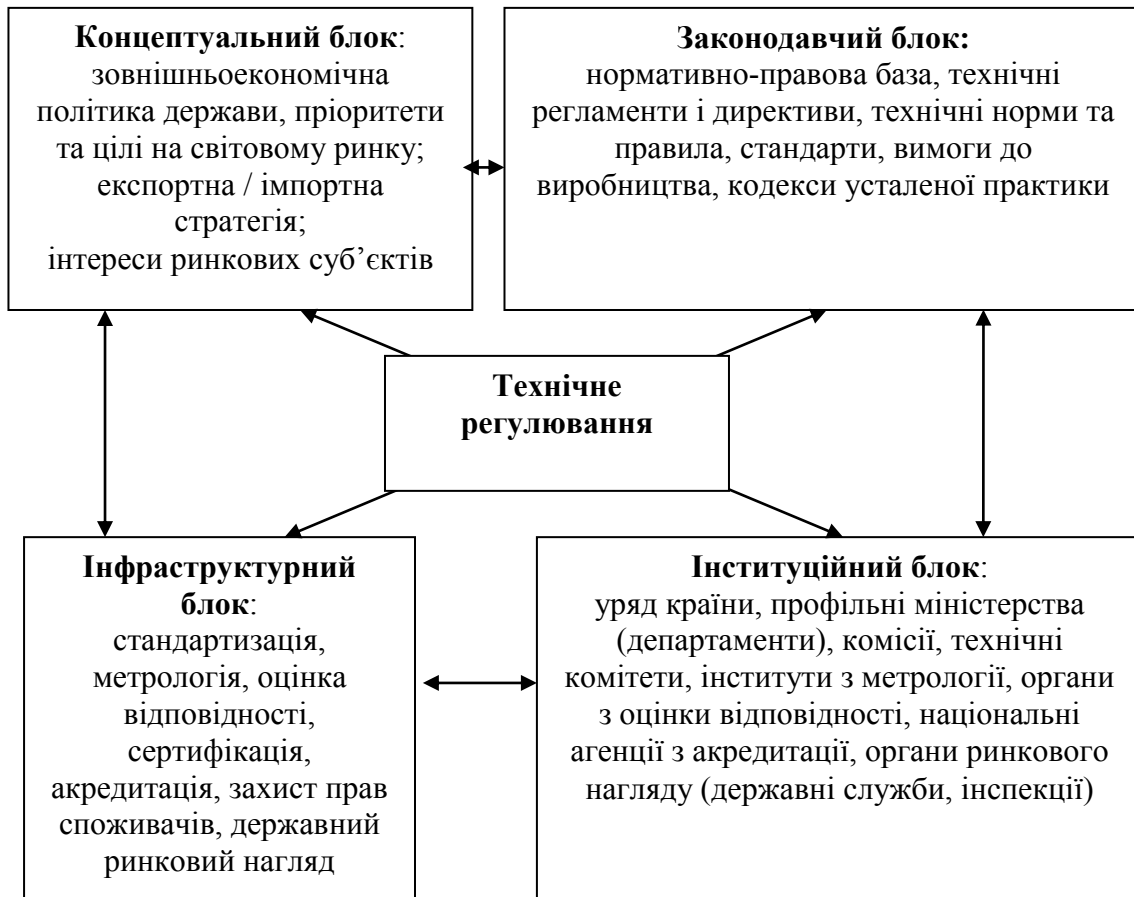 Концептуальний блок:
зовнішньоекономічна
політика держави, пріоритети
та цілі на світовому ринку;
експортна / імпортна
стратегія;
інтереси ринкових суб’єктів
Законодавчий блок:
нормативно-правова база, технічні
регламенти і директиви, технічні норми та
правила, стандарти, вимоги до
виробництва, кодекси усталеної практики
Технічне
регулювання
Інфраструктурний
блок:
стандартизація,
метрологія, оцінка
відповідності,
сертифікація,
акредитація, захист прав
споживачів, державний
ринковий нагляд
Інституційний блок:
уряд країни, профільні міністерства
(департаменти), комісії, технічні
комітети, інститути з метрології, органи
з оцінки відповідності, національні
агенції з акредитації, органи ринкового
нагляду (державні служби, інспекції)